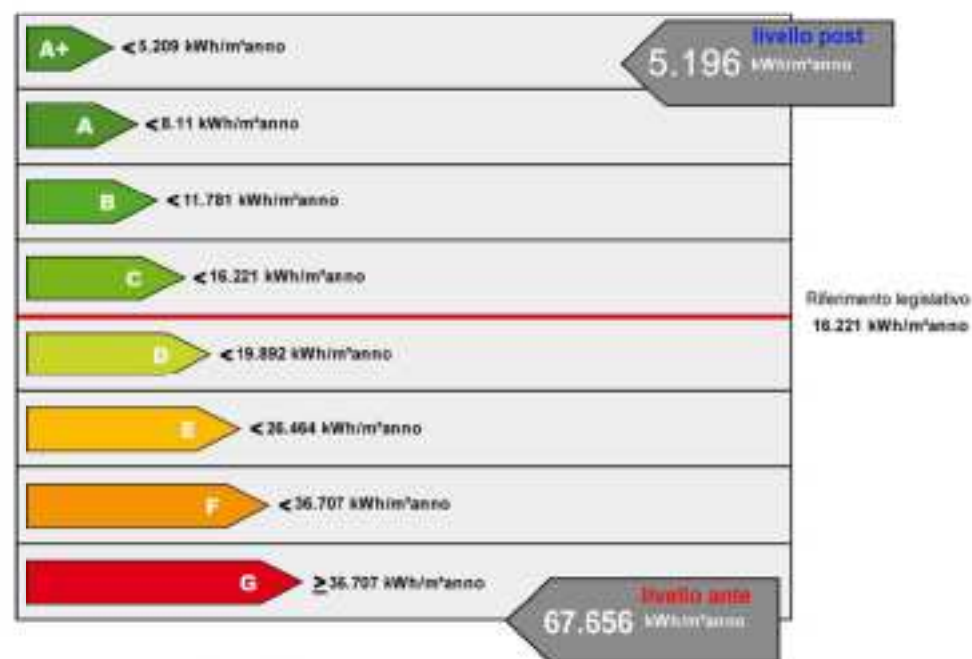 A+ < 5.209 kWh/m²anno
livello post
5.196 kWh/m²anno
A < 8.11 kWh/m²anno
B < 11.781 kWh/m²anno
C < 16.221 kWh/m²anno
Riferimento legislativo
16.221 kWh/m²anno
D < 19.892 kWh/m²anno
E < 26.464 kWh/m²anno
F < 36.707 kWh/m²anno
G ≥ 36.707 kWh/m²anno
livello ante
67.656 kWh/m²anno